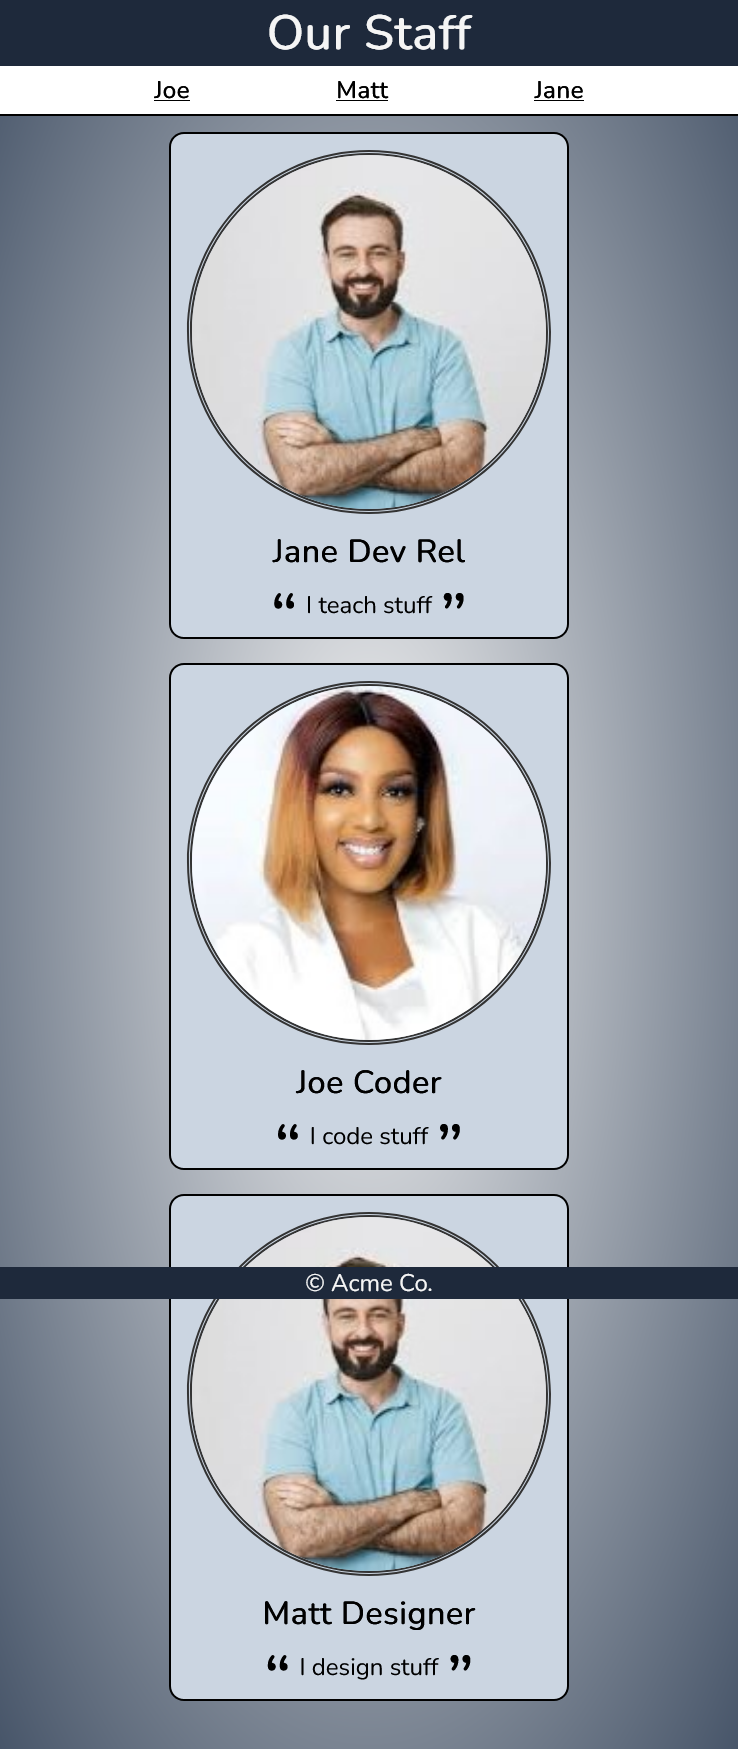 Our Staff
Joe Matt Jane
Jane Dev Rel
“ I teach stuff ”
Joe Coder
“ I code stuff ”
© Acme Co.
Matt Designer
“ I design stuff ”